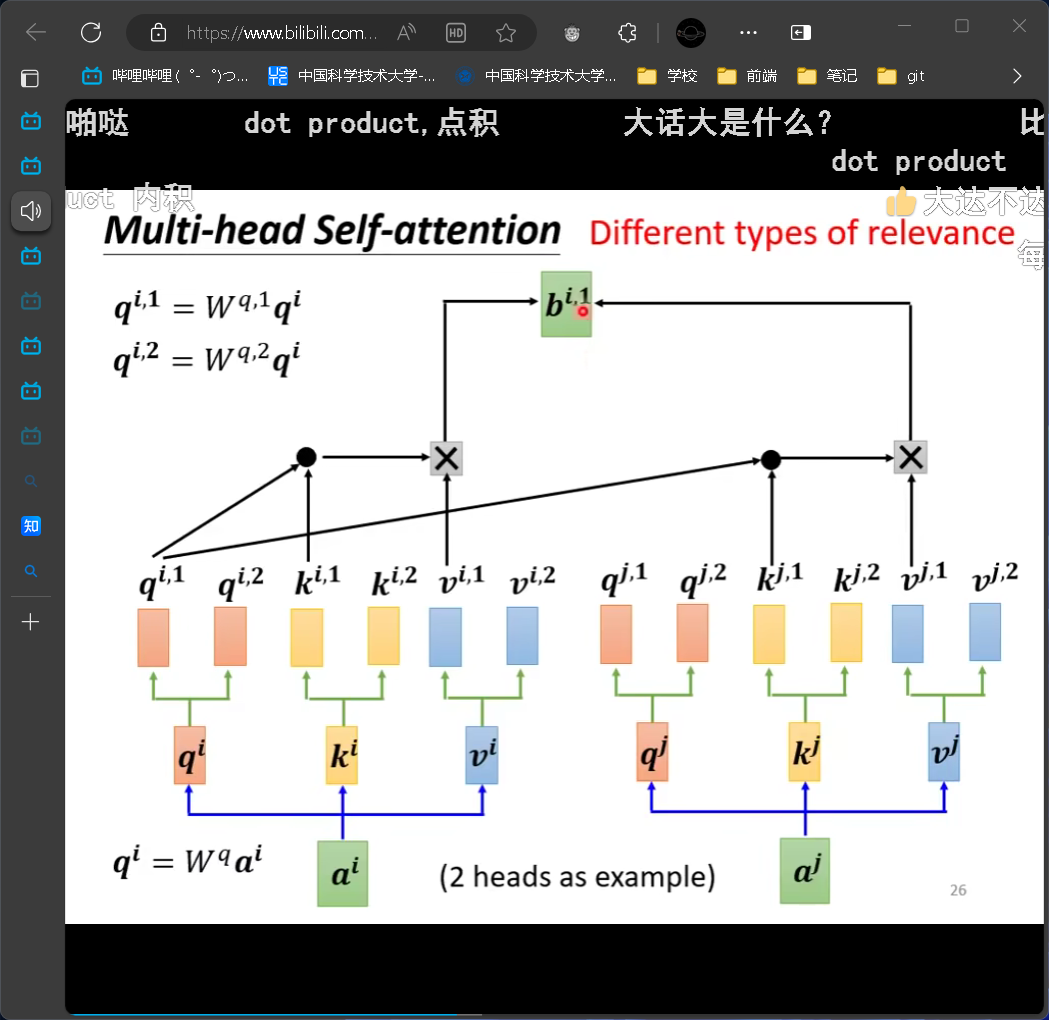 https://www.bilibili.com...
哔哩哔哩 (゜-゜)つ...
中国科学技术大学-...
中国科学技术大学...
学校
前端
笔记
git
啪哒
dot product,点积
大话大是什么？
比
dot product
uct 内积
大达不达
每
Multi-head Self-attention
Different types of relevance
q^{i,1} = W^{q,1}q^i
b^{i,1}
q^{i,2} = W^{q,2}q^i
q^{i,1} q^{i,2} k^{i,1} k^{i,2} v^{i,1} v^{i,2} q^{j,1} q^{j,2} k^{j,1} k^{j,2} v^{j,1} v^{j,2}
q^i k^i v^i q^j k^j v^j
q^i = W^q a^i
a^i
(2 heads as example)
a^j
26
知